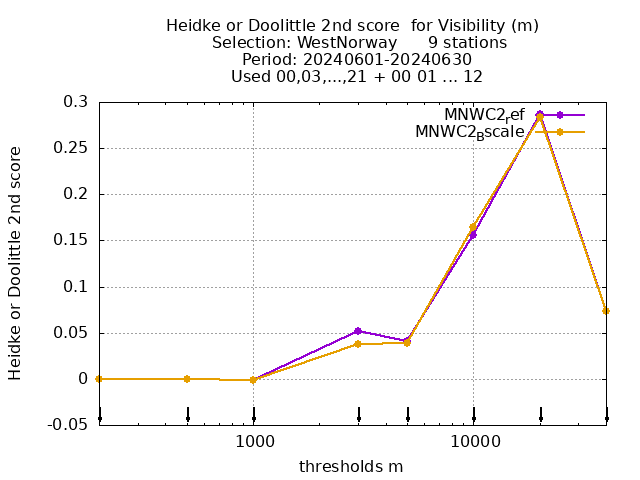 Heidke or Doolittle 2nd score  for Visibility (m)
Selection: WestNorway      9 stations
Period: 20240601-20240630
Used 00,03,...,21 + 00 01 ... 12
MNWC2ref
MNWC2Bscale
0.3
0.25
0.2
0.15
0.1
0.05
0
-0.05
Heidke or Doolittle 2nd score
1000
10000
thresholds m